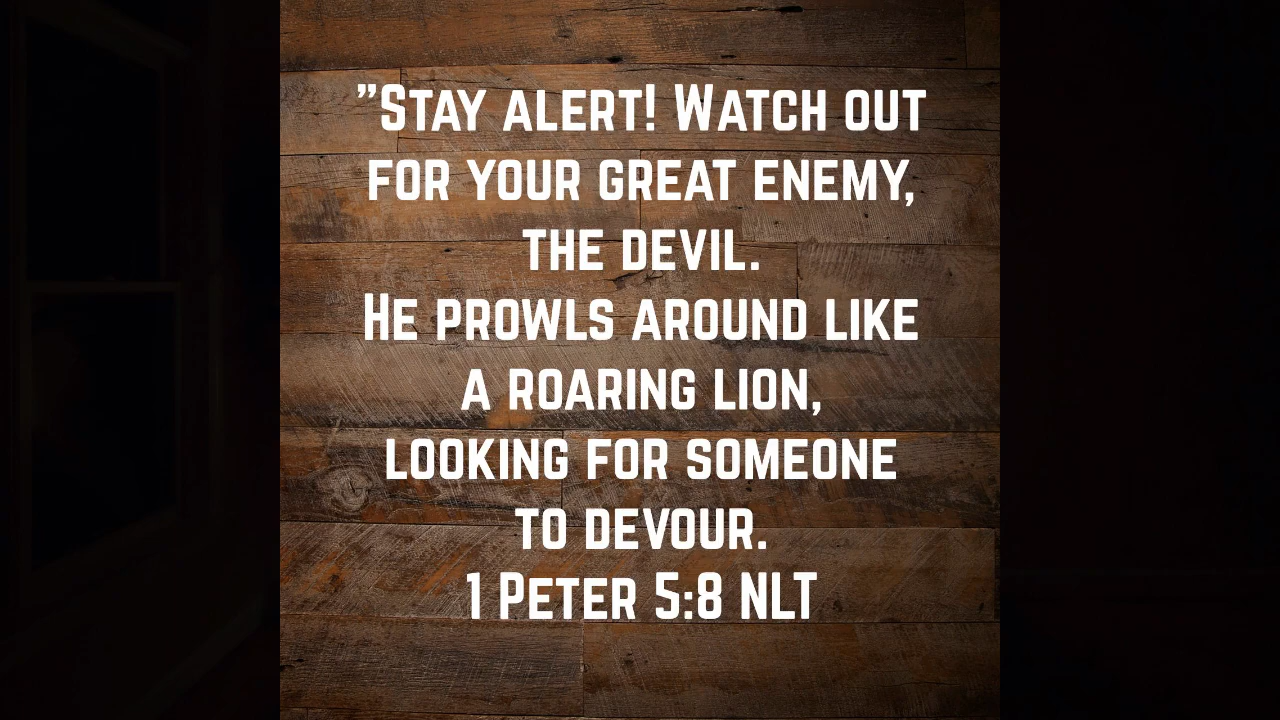 "Stay alert! Watch out
for your great enemy,
the devil.
He prowls around like
a roaring lion,
looking for someone
to devour.
1 Peter 5:8 NLT